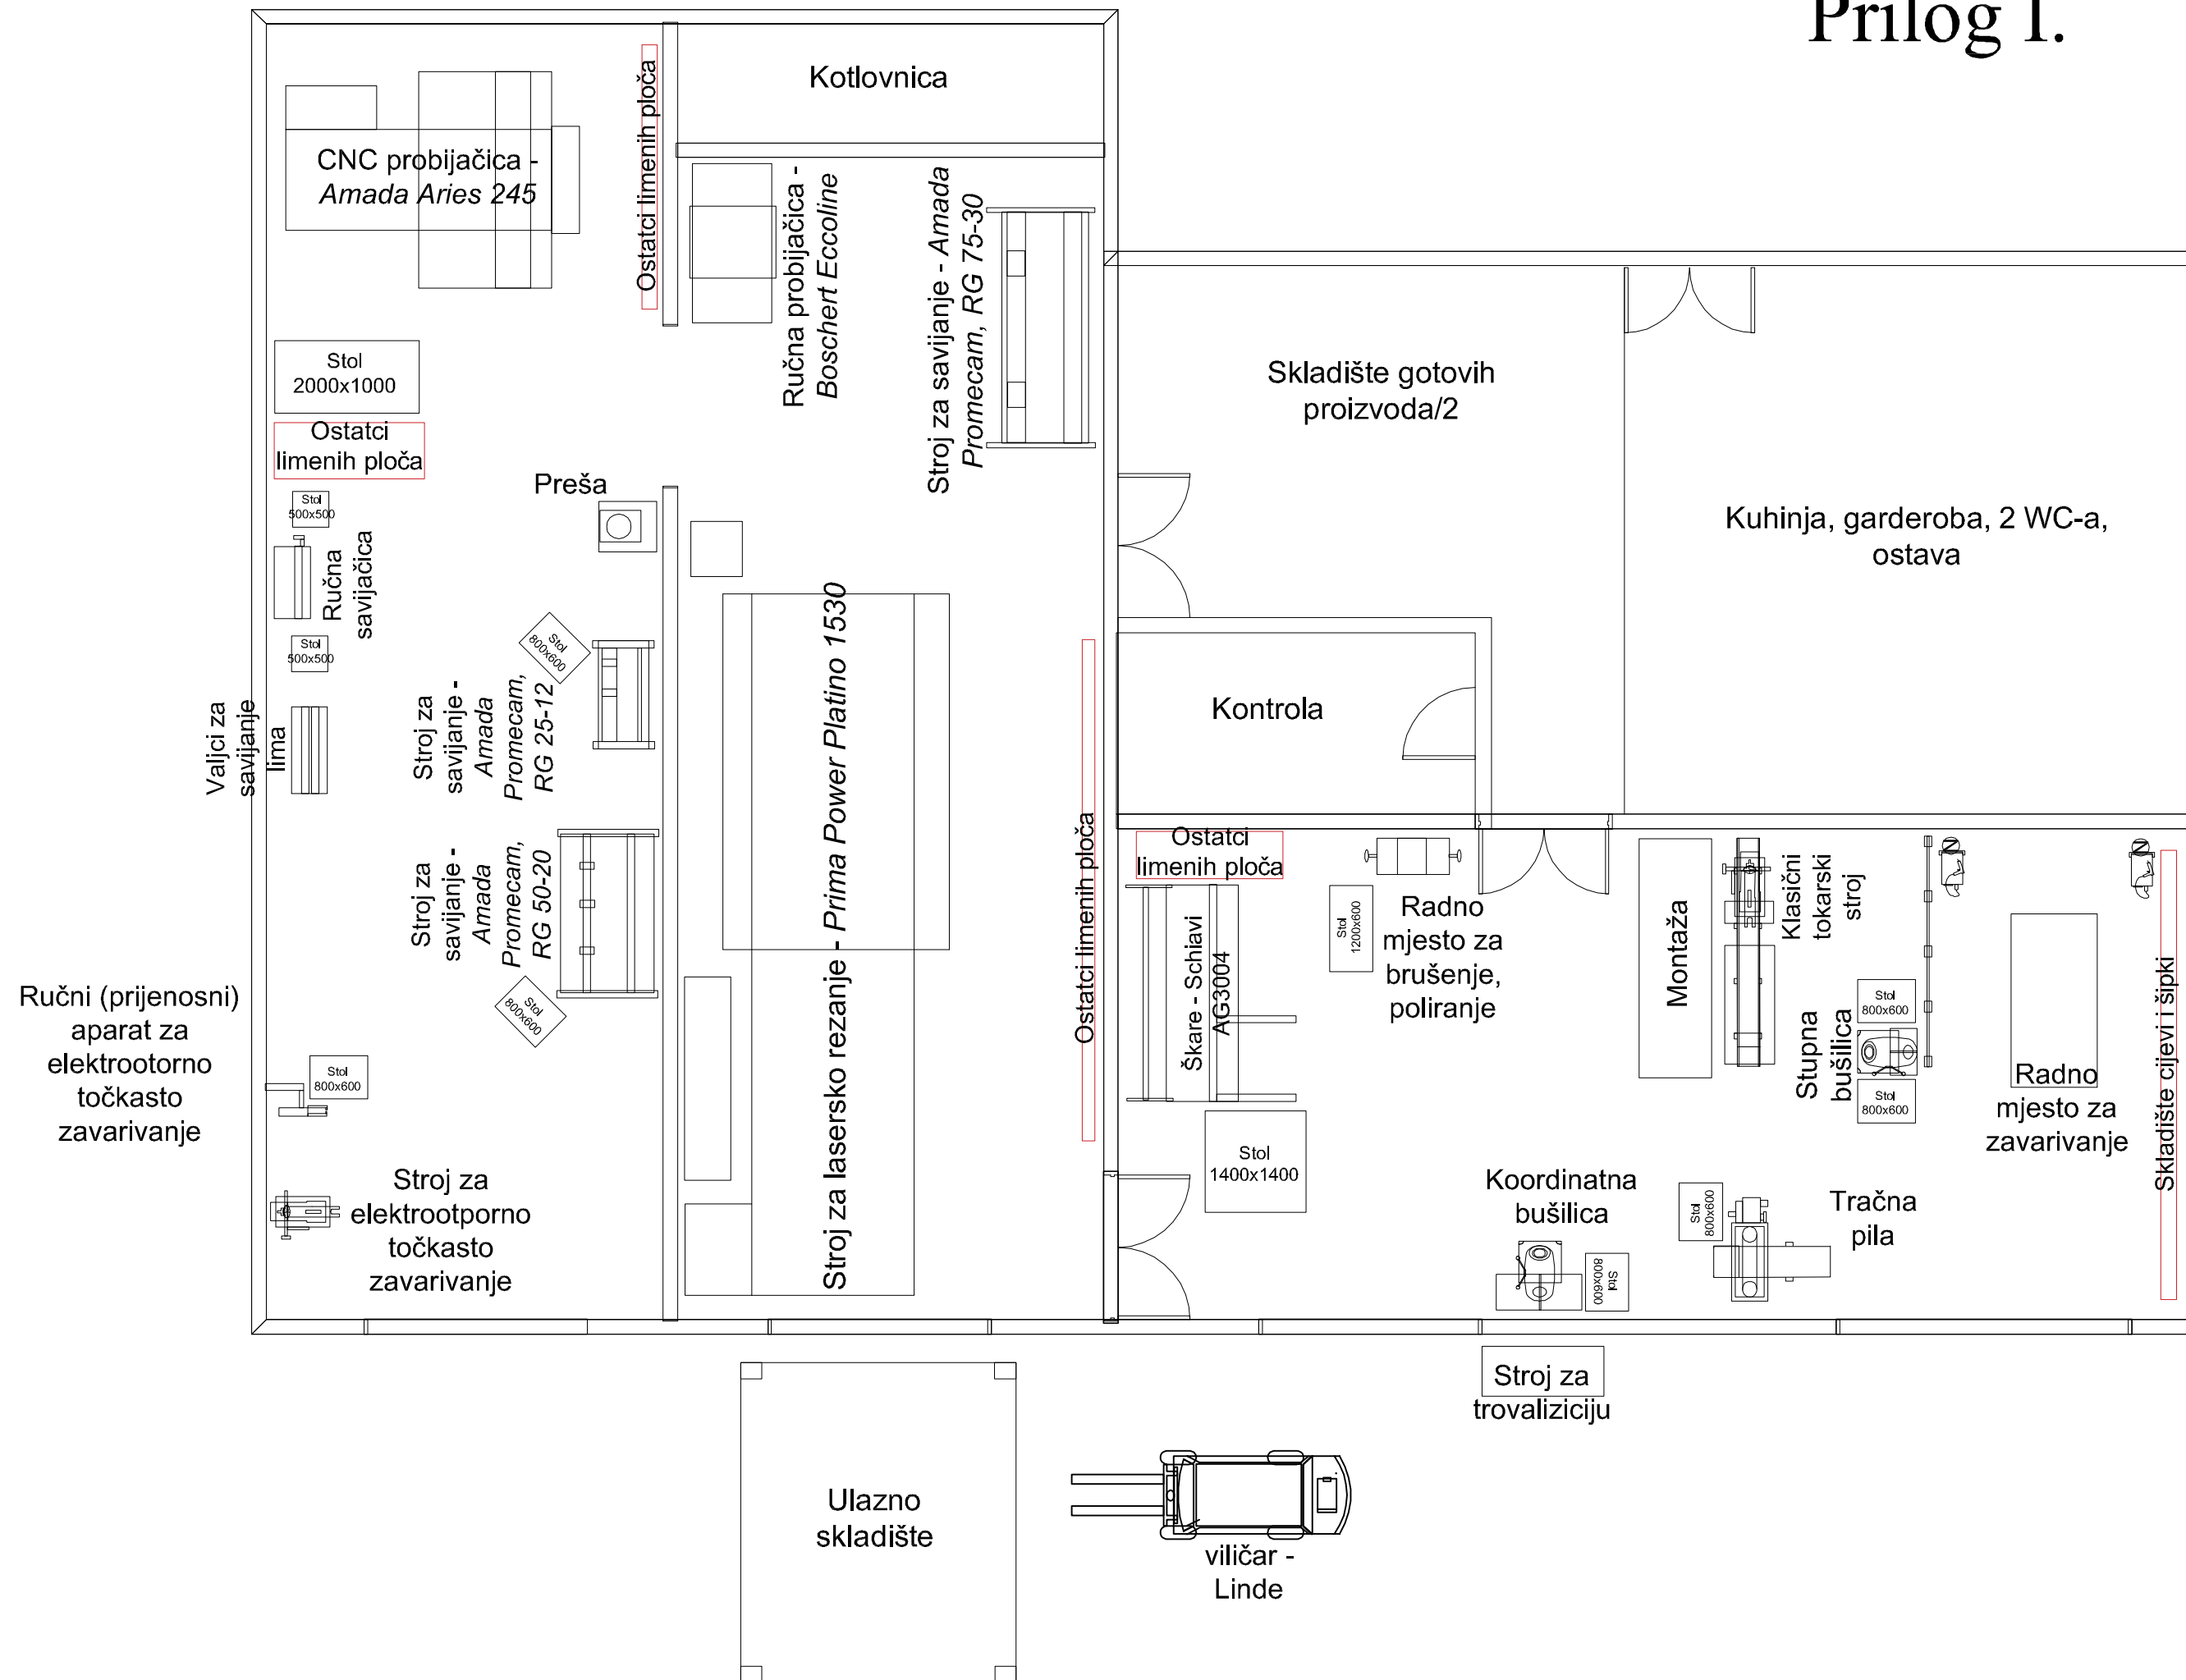 Prilog I.
Kotlovnica
CNC probijačica -
Amada Aries 245
Ostatci limenih ploča
Ručna probijačica -
Boschert Eccoline
Stroj za savijanje - Amada
Promecam, RG 75-30
Stol
2000x1000
Ostatci
limenih ploča
Skladište gotovih
proizvoda/2
Kuhinja, garderoba, 2 WC-a,
ostava
Preša
Stol
500x500
Ručna
savijačica
Stol
500x500
Valjci za
savijanje
lima
Stol
800x600
Stroj za
savijanje -
Amada
Promecam,
RG 25-12
Stroj za
savijanje -
Amada
Promecam,
RG 50-20
Stol
800x600
Stroj za lasersko rezanje - Prima Power Platino 1530
Ostatci limenih ploča
Kontrola
Ostatci
limenih ploča
Škare - Schiavi
AG3004
Stol
1200x600
Radno
mjesto za
brušenje,
poliranje
Montaža
Klasični
tokarski
stroj
Stupna
bušilica
Stol
800x600
Stol
800x600
N
N
Radno
mjesto za
zavarivanje
Skladište cijevi i šipki
Ručni (prijenosni)
aparat za
elektrootorno
točkasto
zavarivanje
Stol
800x600
Stroj za
elektrootporno
točkasto
zavarivanje
Stol
1400x1400
Koordinatna
bušilica
Stol
800x600
Stol
800x600
Tračna
pila
Stroj za
trovaliziciju
Ulazno
skladište
viličar -
Linde